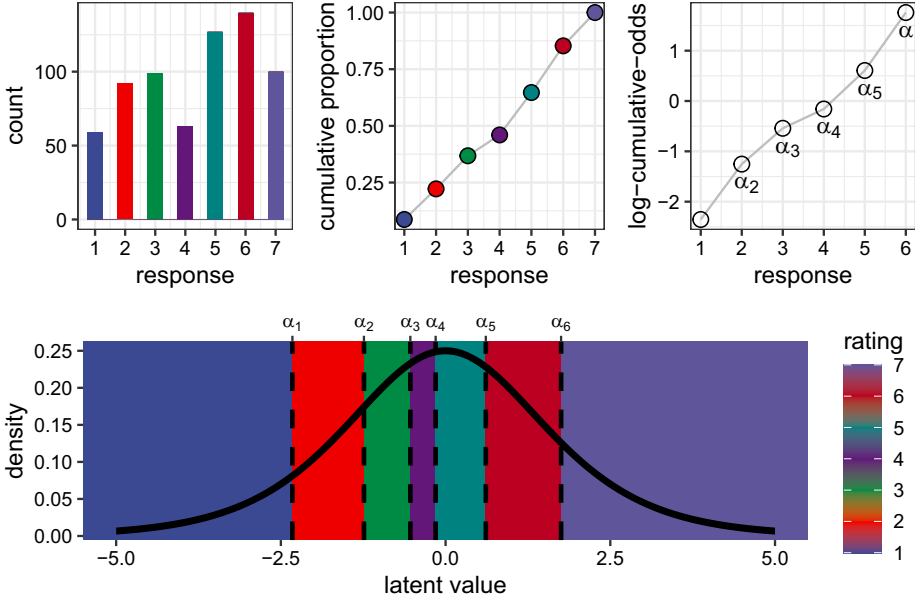 count
100
50
0
1 2 3 4 5 6 7
response
cumulative proportion
1.00
0.75
0.50
0.25
1 2 3 4 5 6 7
response
log−cumulative−odds
1
0
−1
−2
α
α5
α4
α3
α2
1 2 3 4 5 6
response
α1 α2 α3 α4 α5 α6
density
0.25
0.20
0.15
0.10
0.05
0.00
−5.0 −2.5 0.0 2.5 5.0
latent value
rating
7
6
5
4
3
2
1